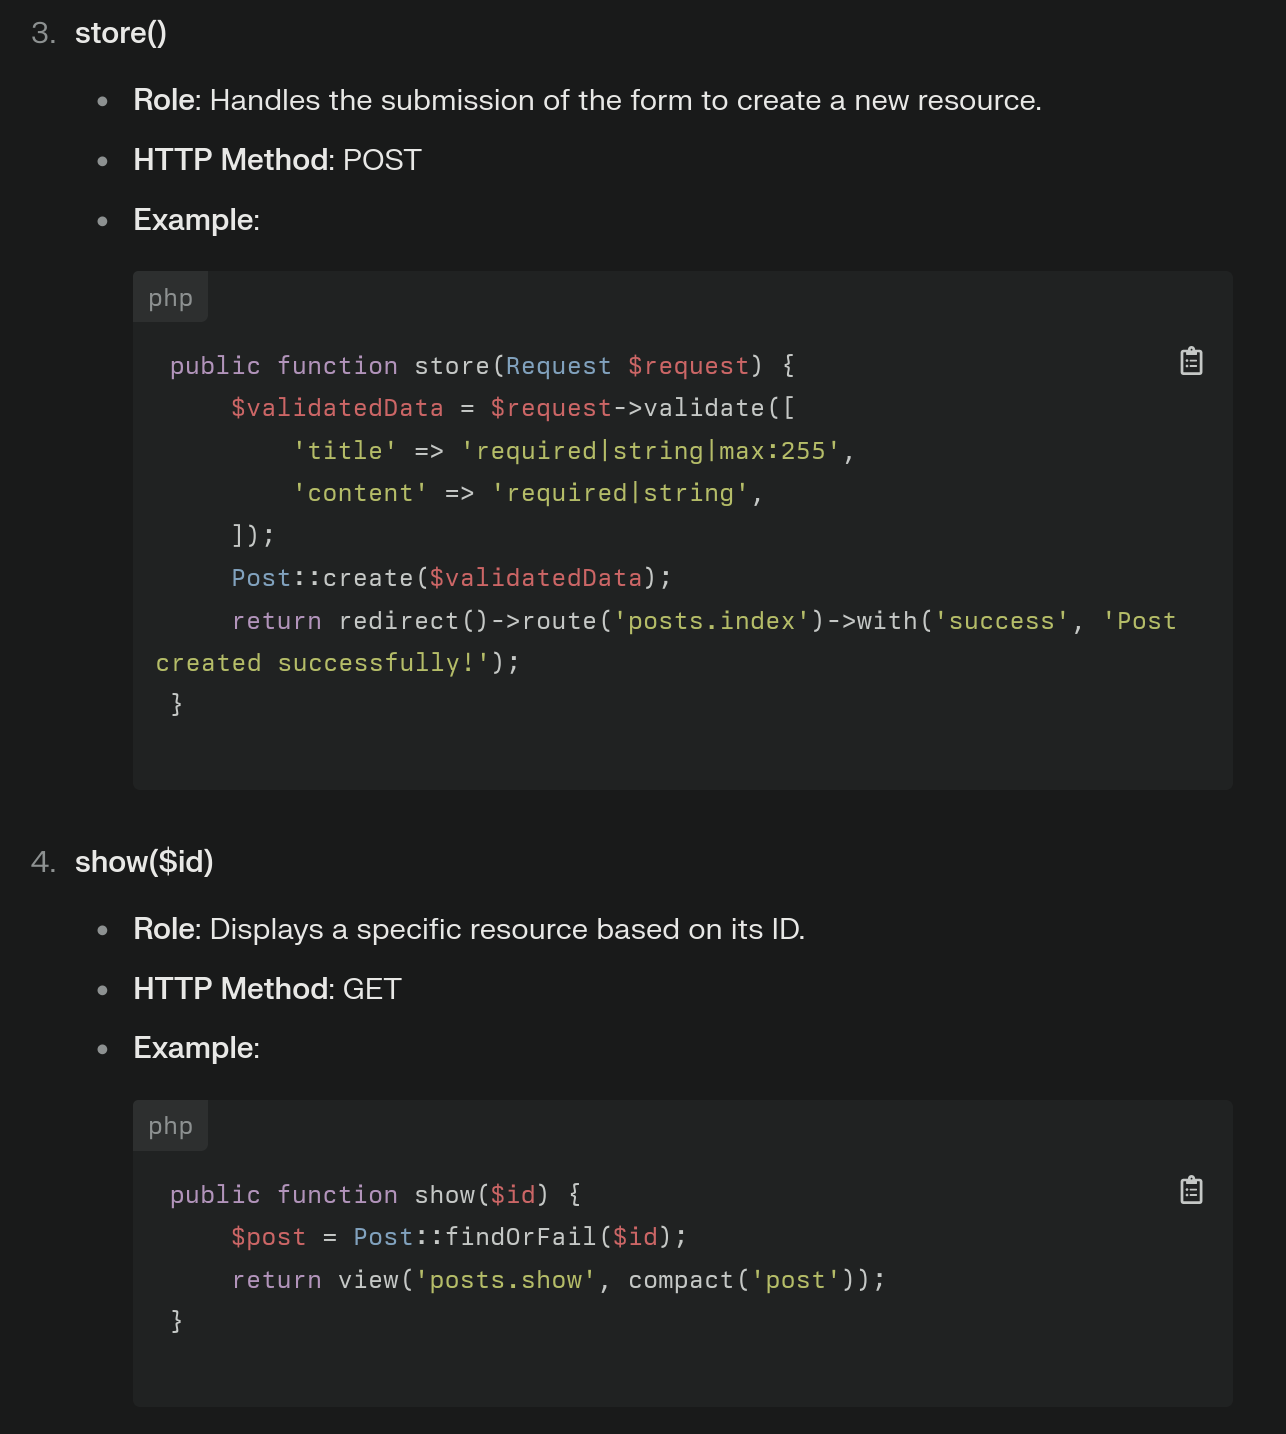 3. store()
• Role: Handles the submission of the form to create a new resource.
• HTTP Method: POST
• Example:
php
public function store(Request $request) {
    $validatedData = $request->validate([
        'title' => 'required|string|max:255',
        'content' => 'required|string',
    ]);
    Post::create($validatedData);
    return redirect()->route('posts.index')->with('success', 'Post
created successfully!');
}
4. show($id)
• Role: Displays a specific resource based on its ID.
• HTTP Method: GET
• Example:
php
public function show($id) {
    $post = Post::findOrFail($id);
    return view('posts.show', compact('post'));
}